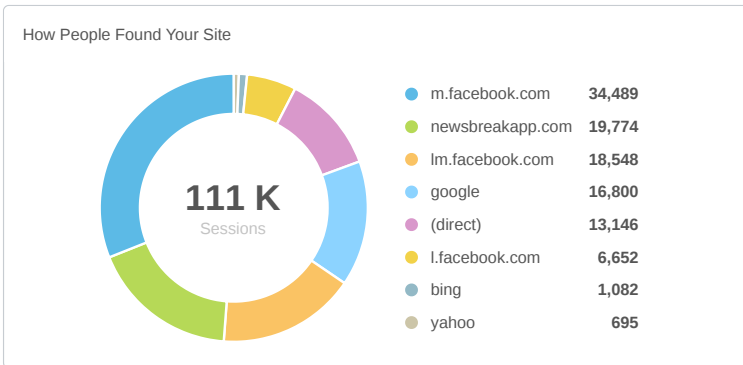 How People Found Your Site
111 K
Sessions
m.facebook.com 34,489
newsbreakapp.com 19,774
lm.facebook.com 18,548
google 16,800
(direct) 13,146
l.facebook.com 6,652
bing 1,082
yahoo 695